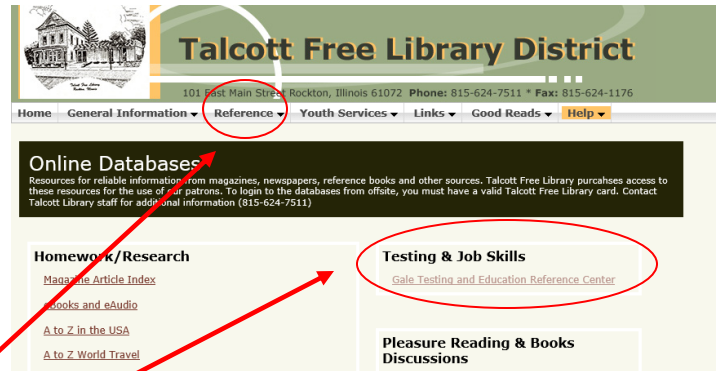 Talcott Free Library District
101 East Main Street Rockton, Illinois 61072 Phone: 815-624-7511 * Fax: 815-624-1176
Home General Information Reference Youth Services Links Good Reads Help
Online Databases
Resources for reliable information from magazines, newspapers, reference books and other sources. Talcott Free Library purcahses access to
these resources for the use of our patrons. To login to the databases from offsite, you must have a valid Talcott Free Library card. Contact
Talcott Library staff for additional information (815-624-7511)
Homework/Research
Magazine Article Index
eBooks and eAudio
A to Z in the USA
A to Z World Travel
Testing & Job Skills
Gale Testing and Education Reference Center
Pleasure Reading & Books
Discussions